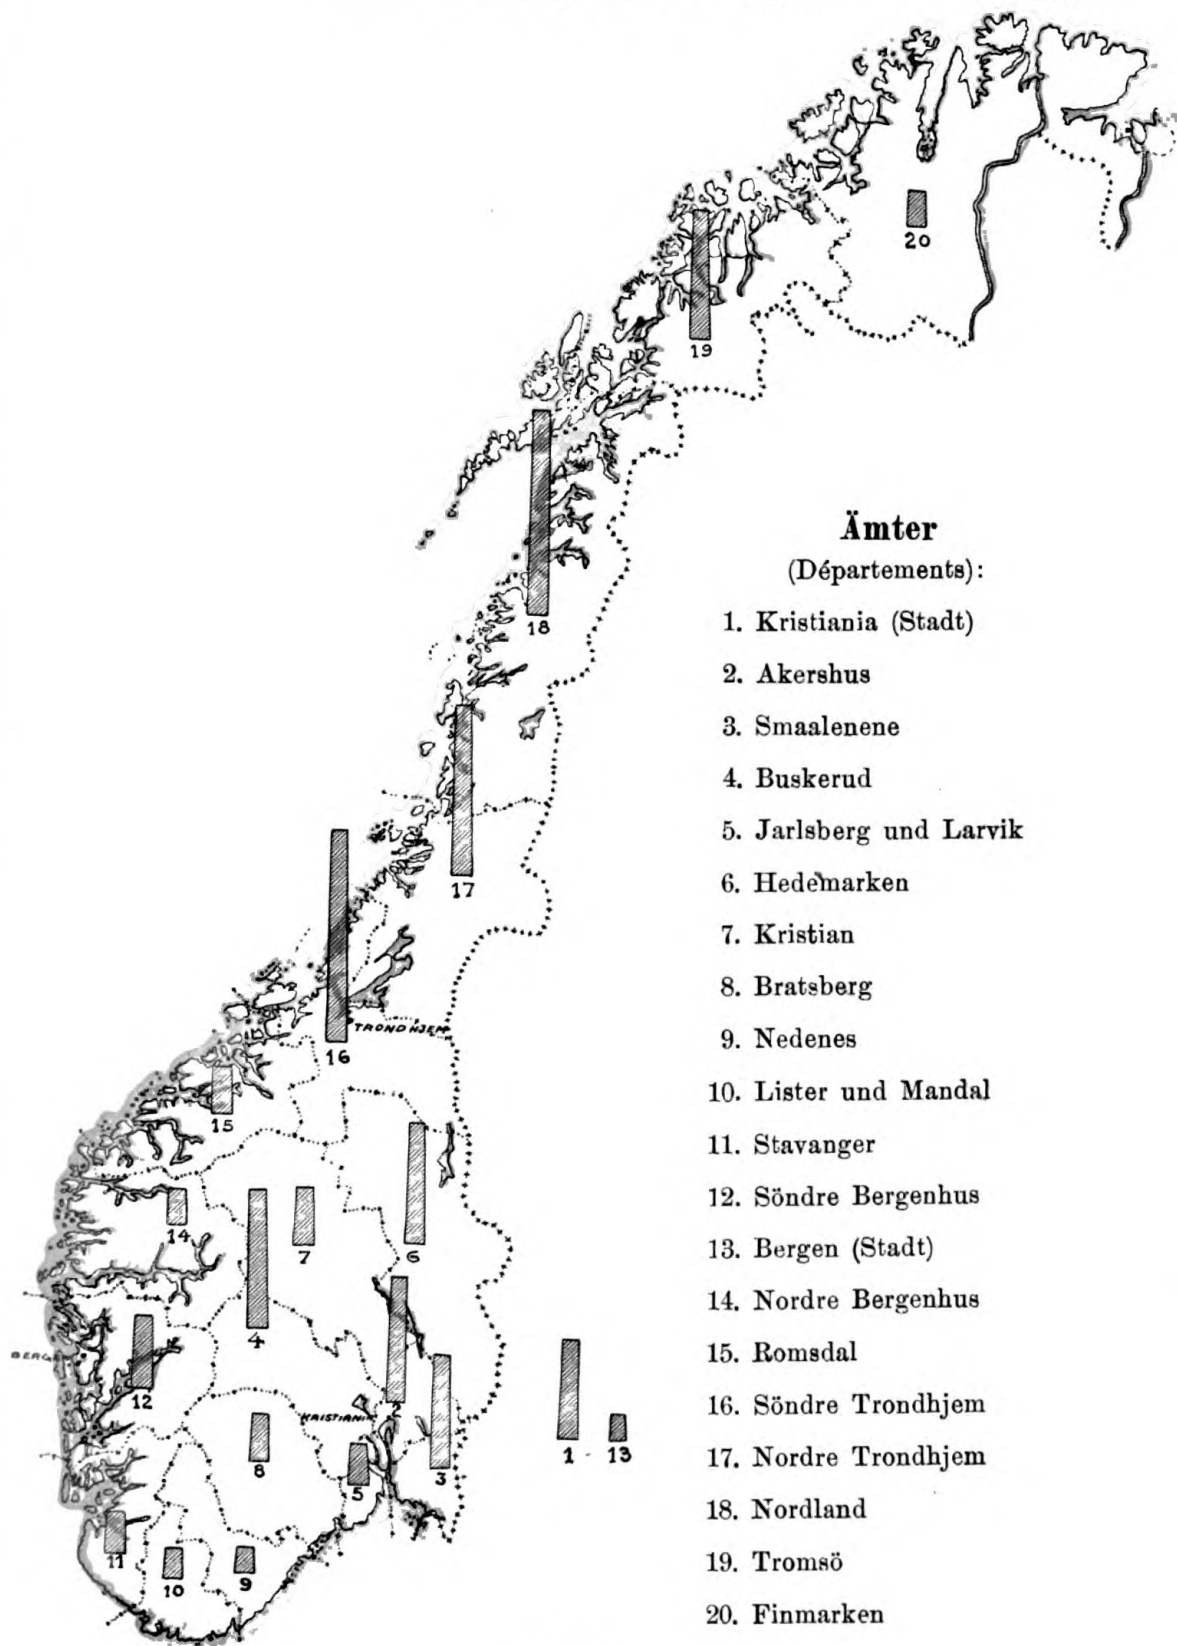 20
19
Ämter
(Départements):
18
1. Kristiania (Stadt)
2. Akershus
3. Smaalenene
4. Buskerud
5. Jarlsberg und Larvik
17
6. Hedemarken
7. Kristian
8. Bratsberg
TRONDHJEM
16
9. Nedenes
10. Lister und Mandal
15
11. Stavanger
12. Söndre Bergenhus
14
7
6
13. Bergen (Stadt)
14. Nordre Bergenhus
4
BERGEN
15. Romsdal
12
2
KRISTIANIA
16. Söndre Trondhjem
8
5
3
1
13
17. Nordre Trondhjem
18. Nordland
11
10
9
19. Tromsö
20. Finmarken